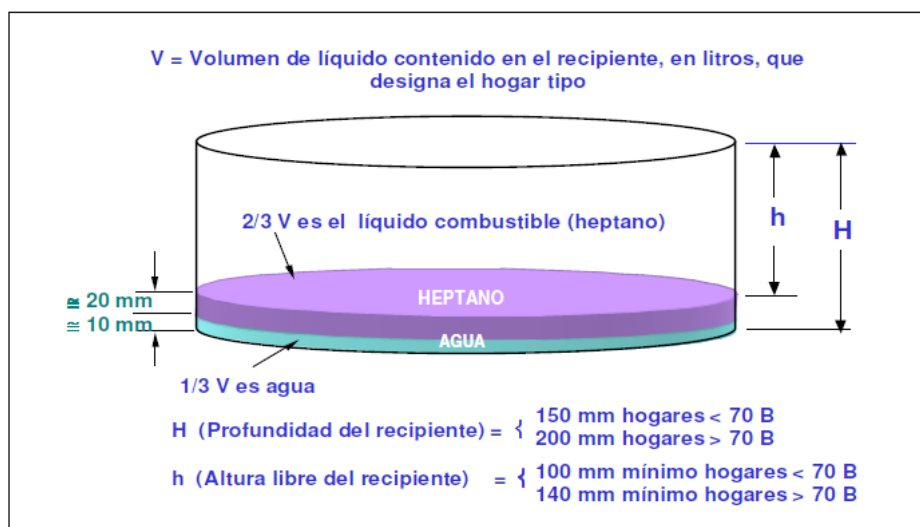 V = Volumen de líquido contenido en el recipiente, en litros, que
designa el hogar tipo
2/3 V es el líquido combustible (heptano)
h
H
HEPTANO
≅ 20 mm
≅ 10 mm
AGUA
1/3 V es agua
H (Profundidad del recipiente) = { 150 mm hogares < 70 B
200 mm hogares > 70 B
h (Altura libre del recipiente) = { 100 mm mínimo hogares < 70 B
140 mm mínimo hogares > 70 B